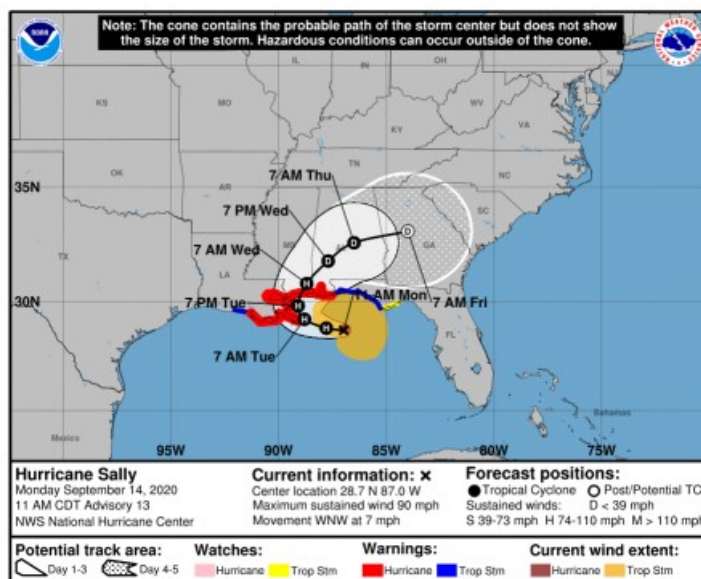 Note: The cone contains the probable path of the storm center but does not show
the size of the storm. Hazardous conditions can occur outside of the cone.
NOAA
IL
IN
OH
NJ
KS
MO
WV
VA
KY
OK
AR
TN
NC
35N
7 AM Thu
7 PM Wed
SC
7 AM Wed
MS
GA
TX
LA
7 PM Tue
11 AM Mon
30N
7 AM Fri
FL
7 AM Tue
H
H
H
H
D
D
D
Mexico
Bahamas
95W
90W
85W
80W
75W
Hurricane Sally
Monday September 14, 2020
11 AM CDT Advisory 13
NWS National Hurricane Center
Current information: ×
Center location 28.7 N 87.0 W
Maximum sustained wind 90 mph
Movement WNW at 7 mph
Forecast positions:
● Tropical Cyclone ○ Post/Potential TC
Sustained winds: D < 39 mph
S 39-73 mph H 74-110 mph M > 110 mph
Potential track area:
Day 1-3 Day 4-5
Watches:
Hurricane Trop Stm
Warnings:
Hurricane Trop Stm
Current wind extent:
Hurricane Trop Stm